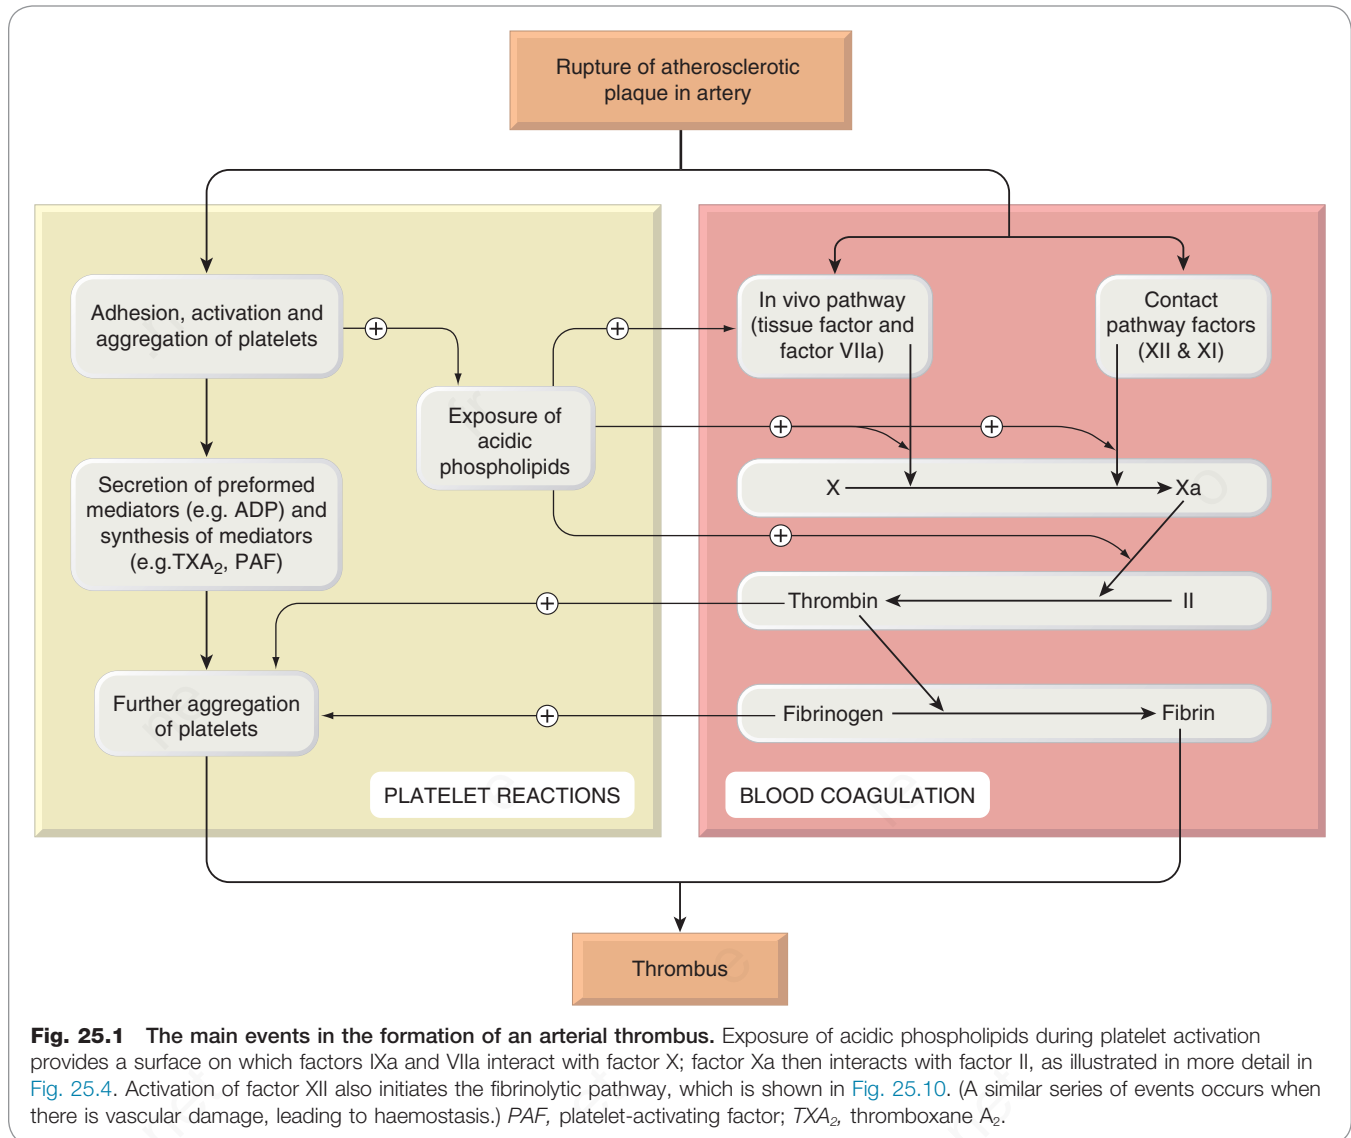 Rupture of atherosclerotic
plaque in artery
Adhesion, activation and
aggregation of platelets
+
Exposure of
acidic
phospholipids
Secretion of preformed
mediators (e.g. ADP) and
synthesis of mediators
(e.g.TXA₂, PAF)
Further aggregation
of platelets
PLATELET REACTIONS
+
In vivo pathway
(tissue factor and
factor VIIa)
Contact
pathway factors
(XII & XI)
+
+
X
Xa
+
Thrombin
II
+
Fibrinogen
Fibrin
+
BLOOD COAGULATION
Thrombus
Fig. 25.1 The main events in the formation of an arterial thrombus. Exposure of acidic phospholipids during platelet activation
provides a surface on which factors IXa and VIIa interact with factor X; factor Xa then interacts with factor II, as illustrated in more detail in
Fig. 25.4. Activation of factor XII also initiates the fibrinolytic pathway, which is shown in Fig. 25.10. (A similar series of events occurs when
there is vascular damage, leading to haemostasis.) PAF, platelet-activating factor; TXA₂, thromboxane A₂.